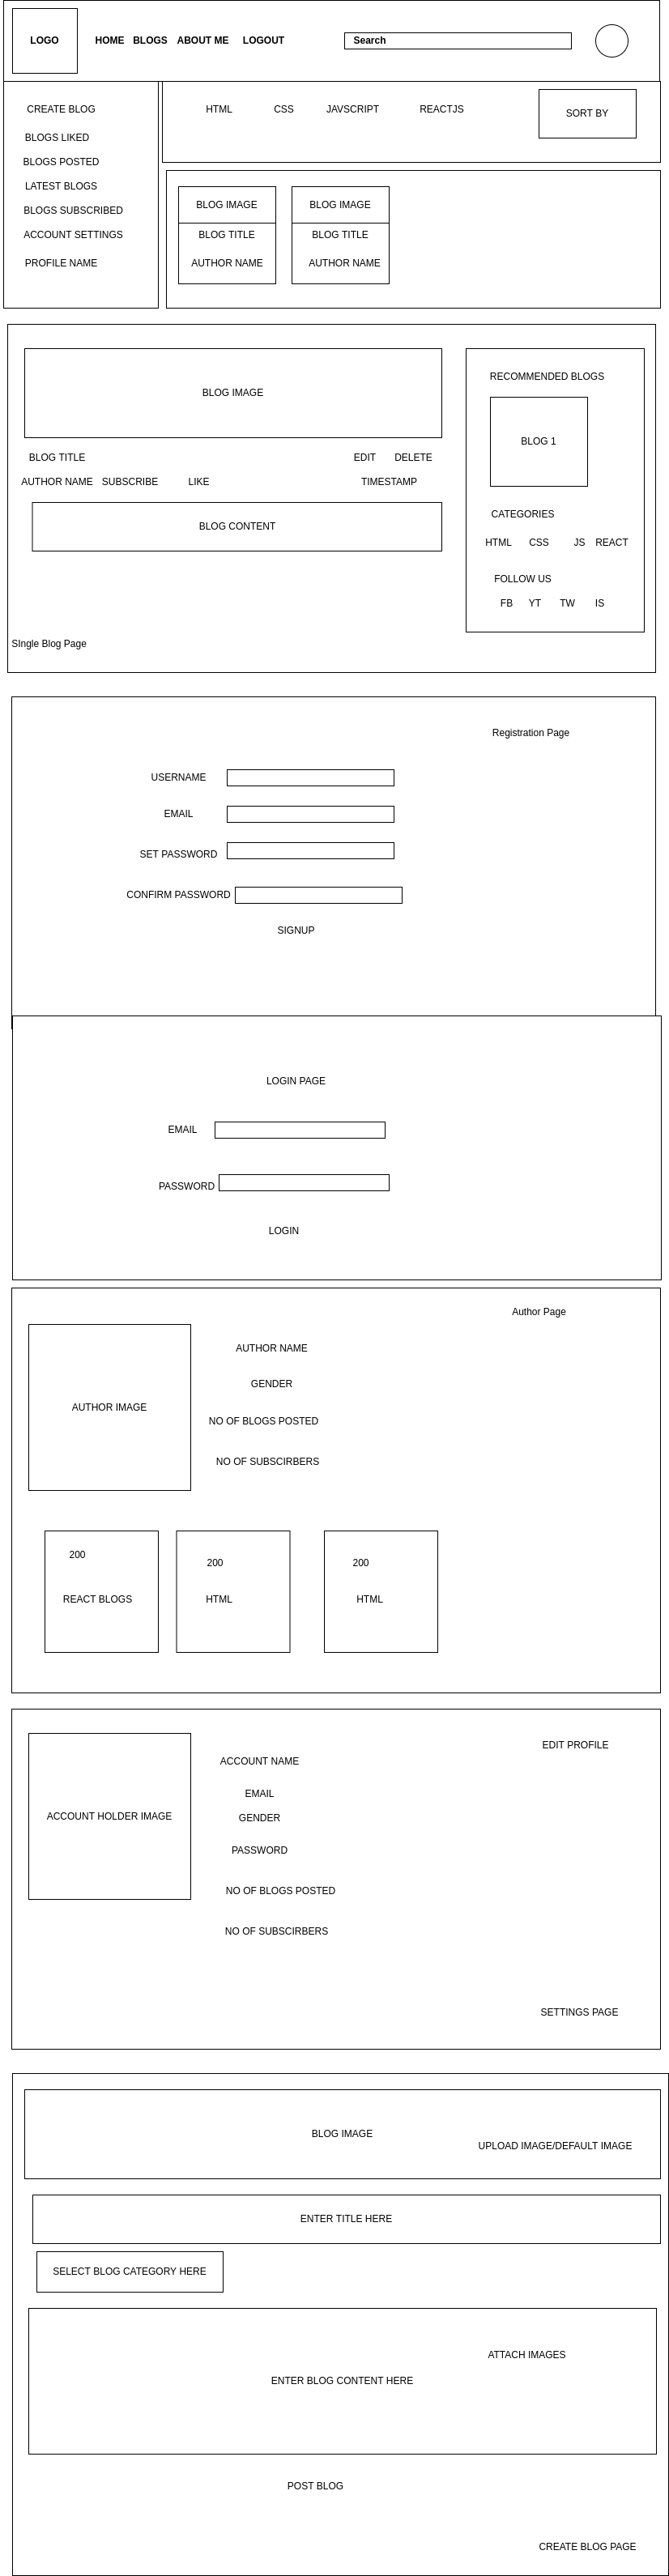 LOGO HOME BLOGS ABOUT ME LOGOUT Search
CREATE BLOG
BLOGS LIKED
BLOGS POSTED
LATEST BLOGS
BLOGS SUBSCRIBED
ACCOUNT SETTINGS
PROFILE NAME
HTML CSS JAVSCRIPT REACTJS SORT BY
BLOG IMAGE BLOG IMAGE
BLOG TITLE BLOG TITLE
AUTHOR NAME AUTHOR NAME
BLOG IMAGE
BLOG TITLE EDIT DELETE
AUTHOR NAME SUBSCRIBE LIKE TIMESTAMP
BLOG CONTENT
SIngle Blog Page
RECOMMENDED BLOGS
BLOG 1
CATEGORIES
HTML CSS JS REACT
FOLLOW US
FB YT TW IS
Registration Page
USERNAME
EMAIL
SET PASSWORD
CONFIRM PASSWORD
SIGNUP
LOGIN PAGE
EMAIL
PASSWORD
LOGIN
Author Page
AUTHOR IMAGE
AUTHOR NAME
GENDER
NO OF BLOGS POSTED
NO OF SUBSCIRBERS
200 200 200
REACT BLOGS HTML HTML
EDIT PROFILE
ACCOUNT HOLDER IMAGE
ACCOUNT NAME
EMAIL
GENDER
PASSWORD
NO OF BLOGS POSTED
NO OF SUBSCIRBERS
SETTINGS PAGE
BLOG IMAGE
UPLOAD IMAGE/DEFAULT IMAGE
ENTER TITLE HERE
SELECT BLOG CATEGORY HERE
ATTACH IMAGES
ENTER BLOG CONTENT HERE
POST BLOG
CREATE BLOG PAGE